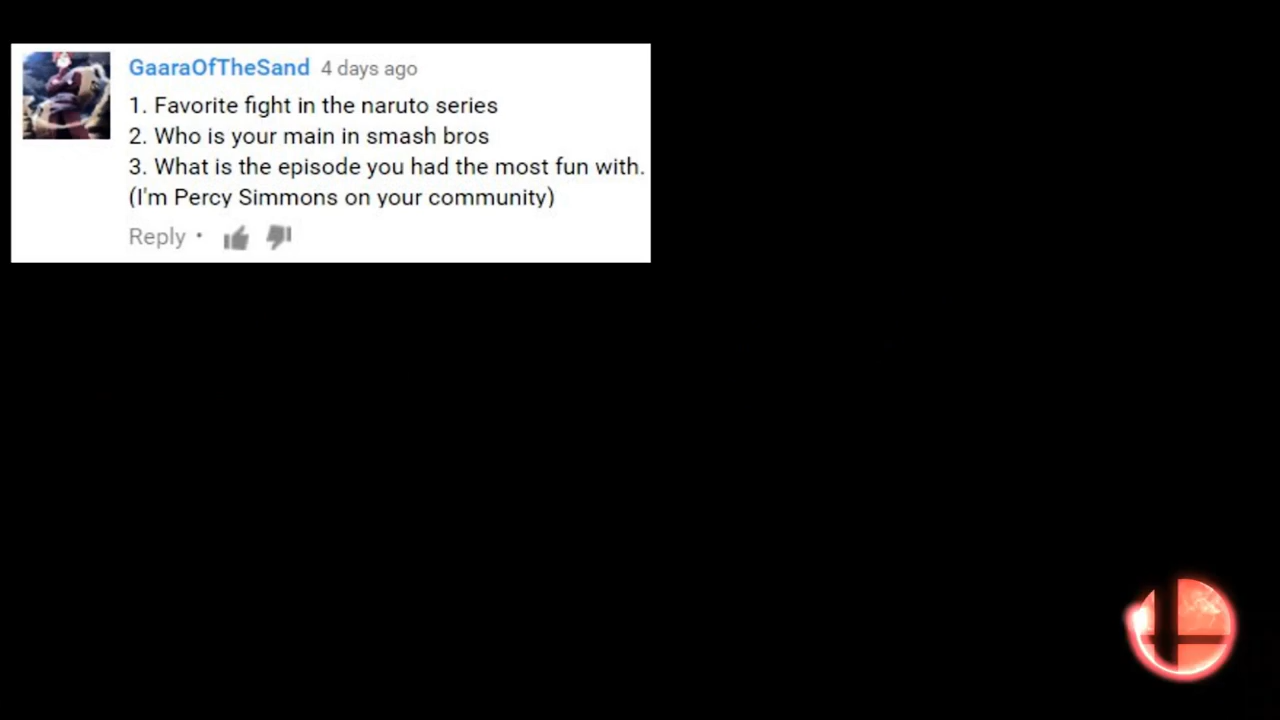 GaaraOfTheSand 4 days ago
1. Favorite fight in the naruto series
2. Who is your main in smash bros
3. What is the episode you had the most fun with.
(I'm Percy Simmons on your community)
Reply •